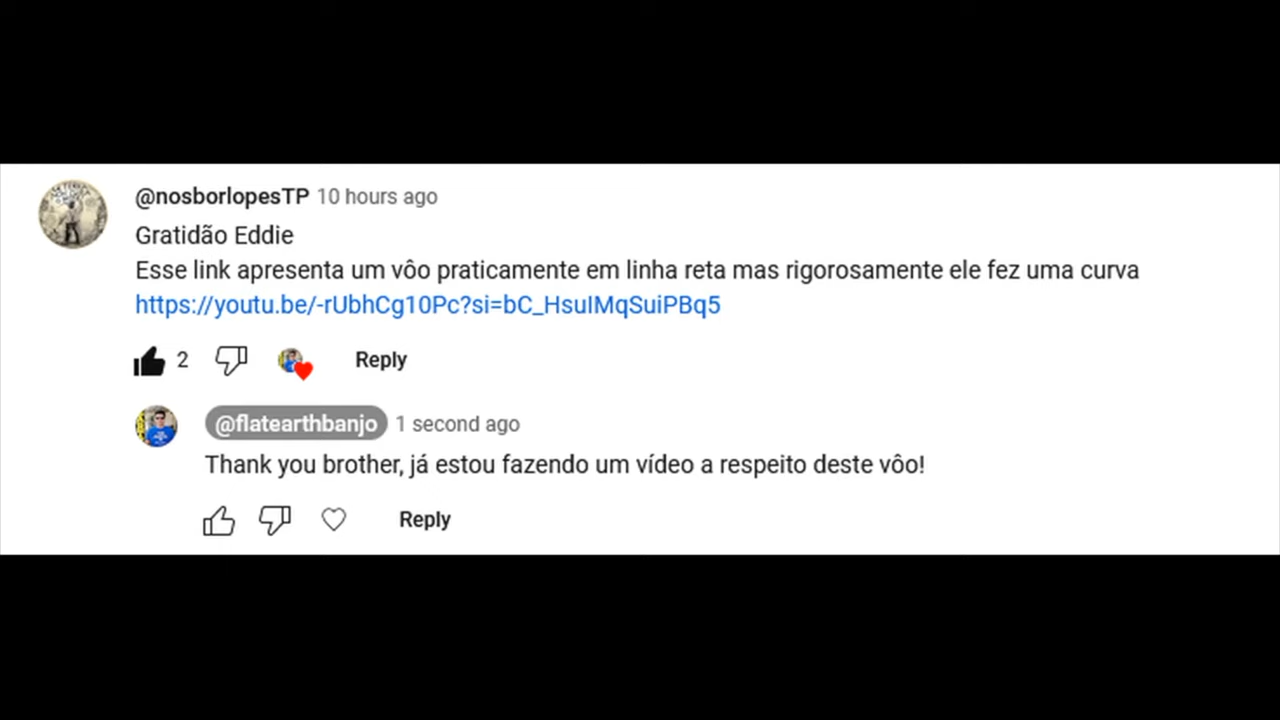 @nosborlopesTP 10 hours ago
Gratidão Eddie
Esse link apresenta um vôo praticamente em linha reta mas rigorosamente ele fez uma curva
https://youtu.be/-rUbhCg10Pc?si=bC_HsuIMqSuiPBq5
2 Reply
@flatearthbanjo 1 second ago
Thank you brother, já estou fazendo um vídeo a respeito deste vôo!
Reply